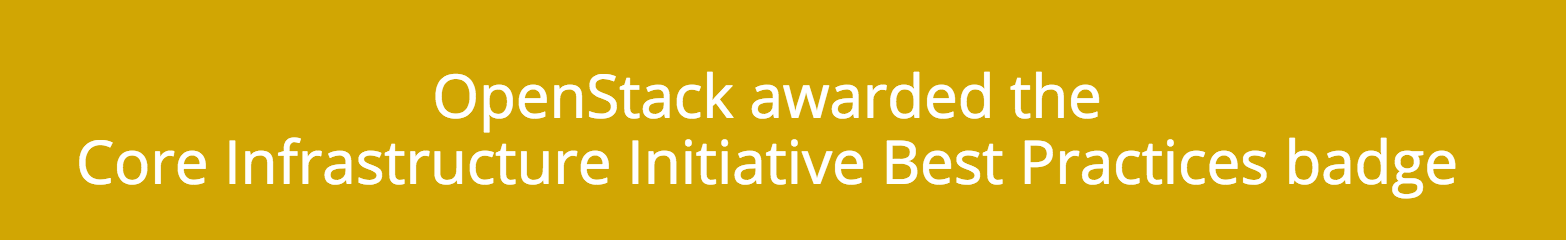 OpenStack awarded the
Core Infrastructure Initiative Best Practices badge